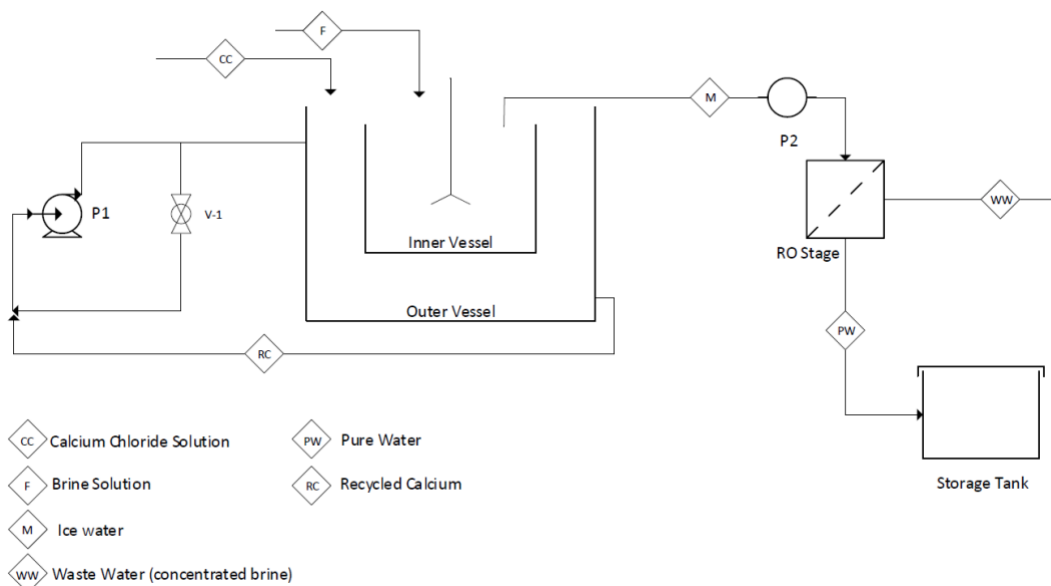 F
CC
M
P2
P1
V-1
WW
Inner Vessel
RO Stage
Outer Vessel
PW
RC
CC Calcium Chloride Solution
PW Pure Water
F Brine Solution
RC Recycled Calcium
Storage Tank
M Ice water
WW Waste Water (concentrated brine)